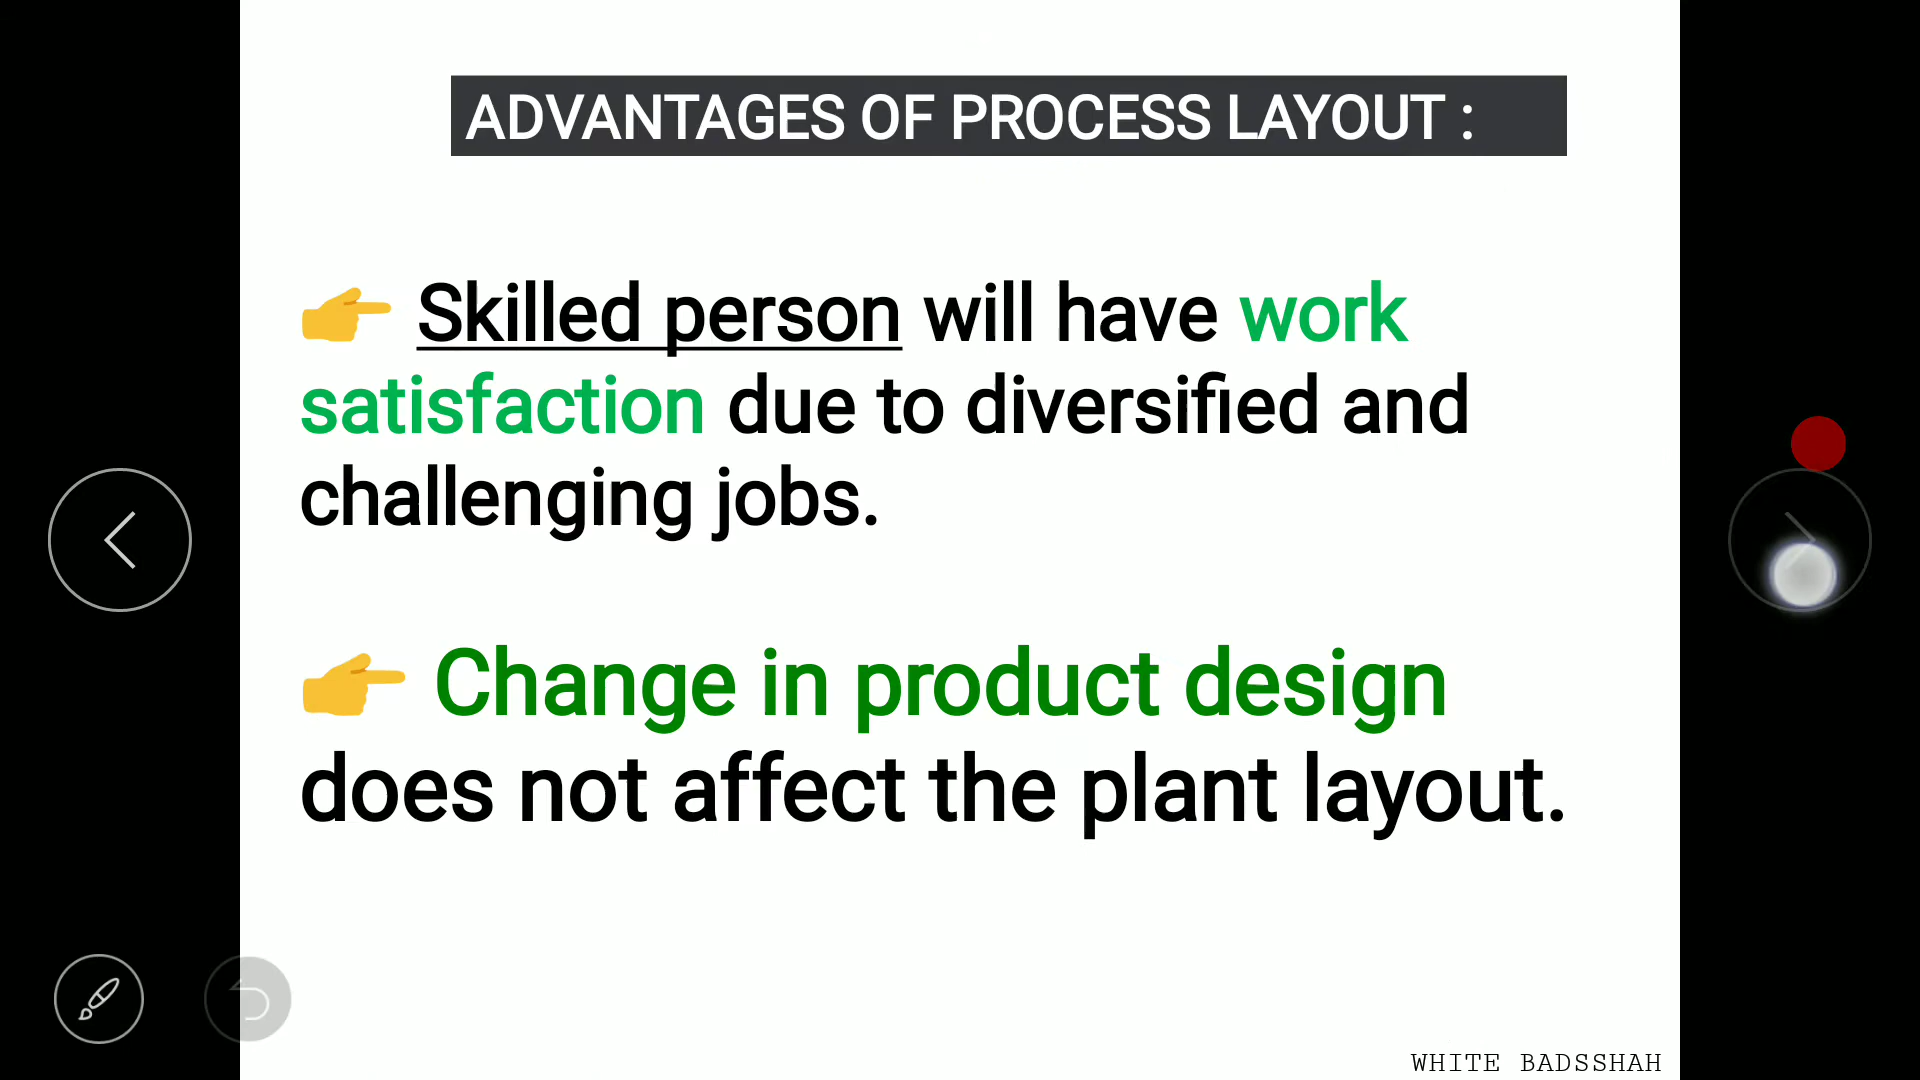 ADVANTAGES OF PROCESS LAYOUT :
👉 Skilled person will have work
satisfaction due to diversified and
challenging jobs.
👉 Change in product design
does not affect the plant layout.
WHITE BADSSHAH